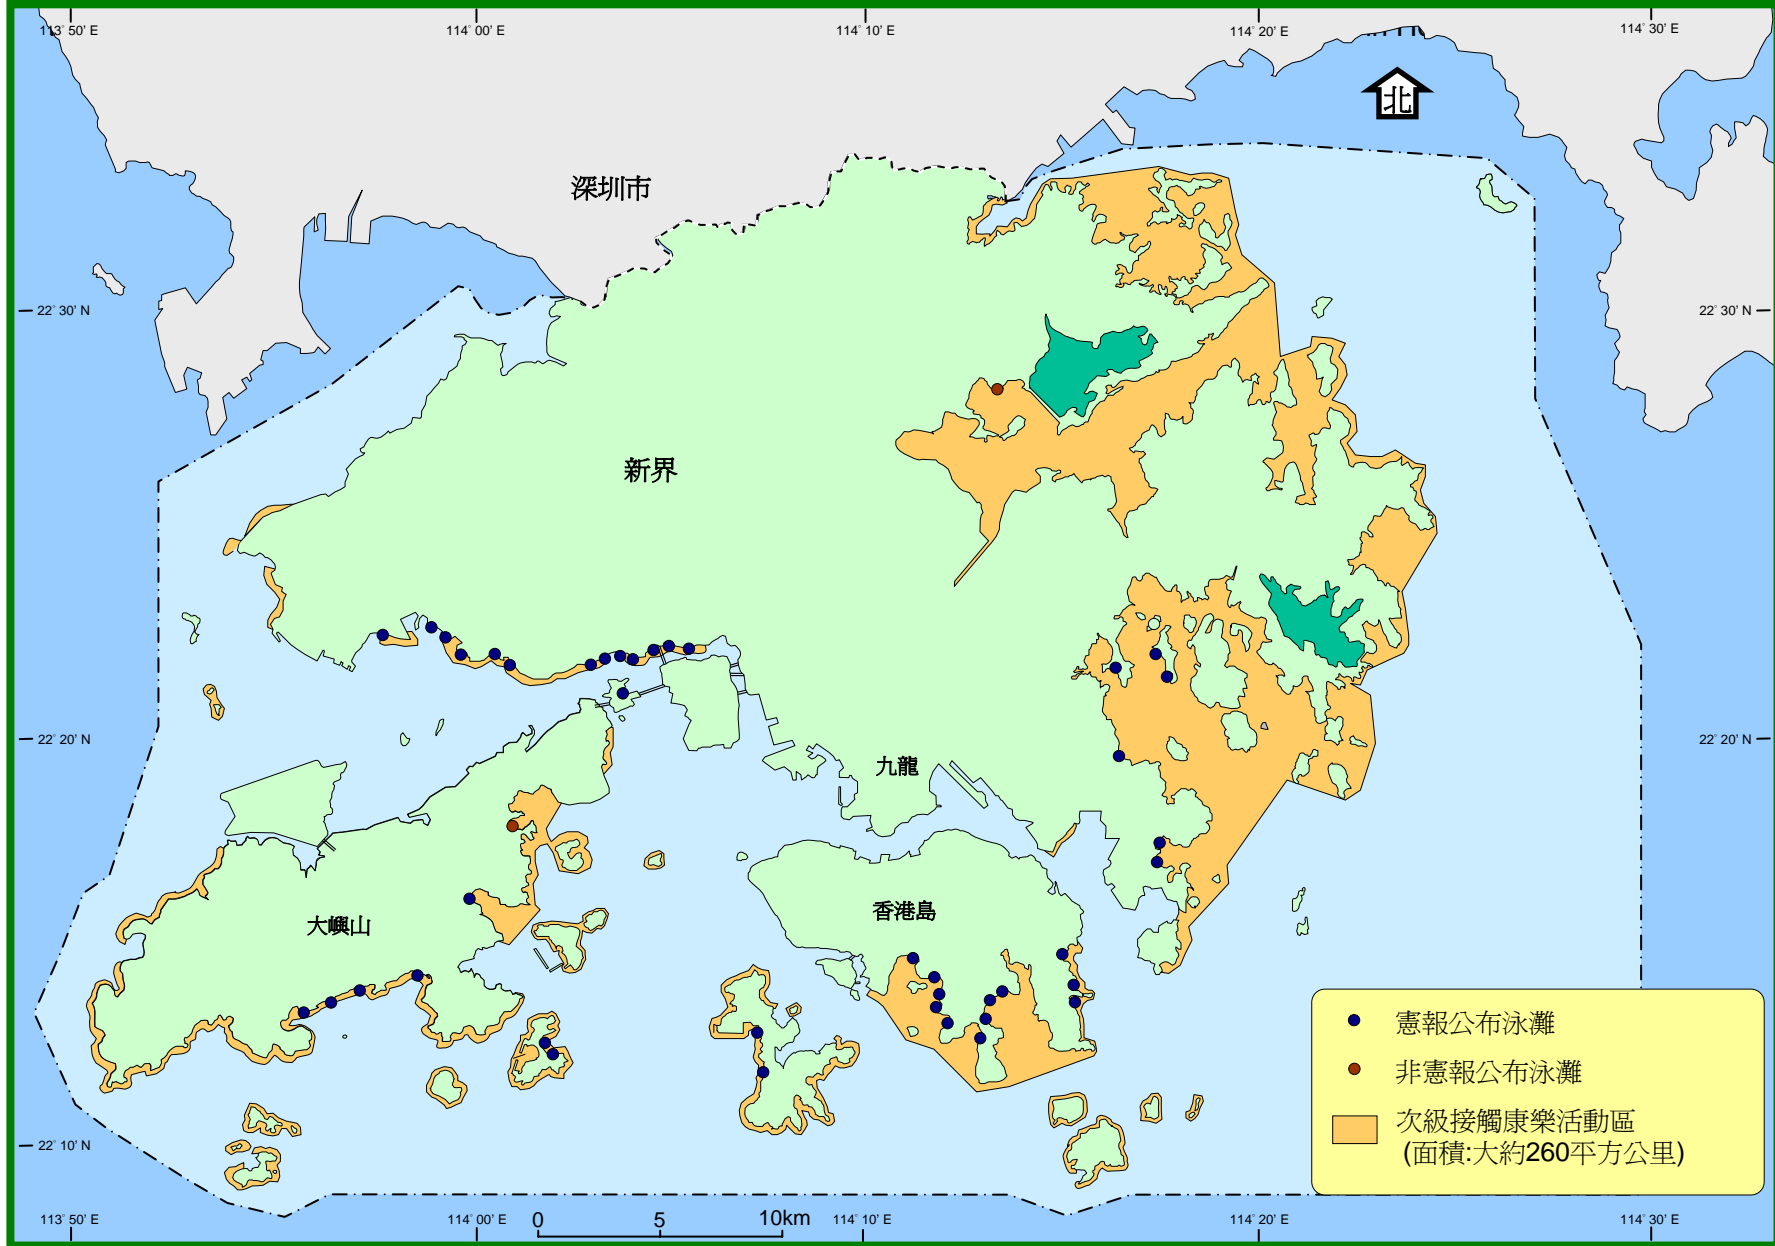 113° 50' E
114° 00' E
114° 10' E
114° 20' E
114° 30' E
北
深圳市
22° 30' N
22° 30' N
新界
22° 20' N
22° 20' N
九龍
香港島
大嶼山
憲報公布泳灘
非憲報公布泳灘
次級接觸康樂活動區
(面積:大約260平方公里)
22° 10' N
113° 50' E
114° 00' E
0 5 10km
114° 10' E
114° 20' E
114° 30' E